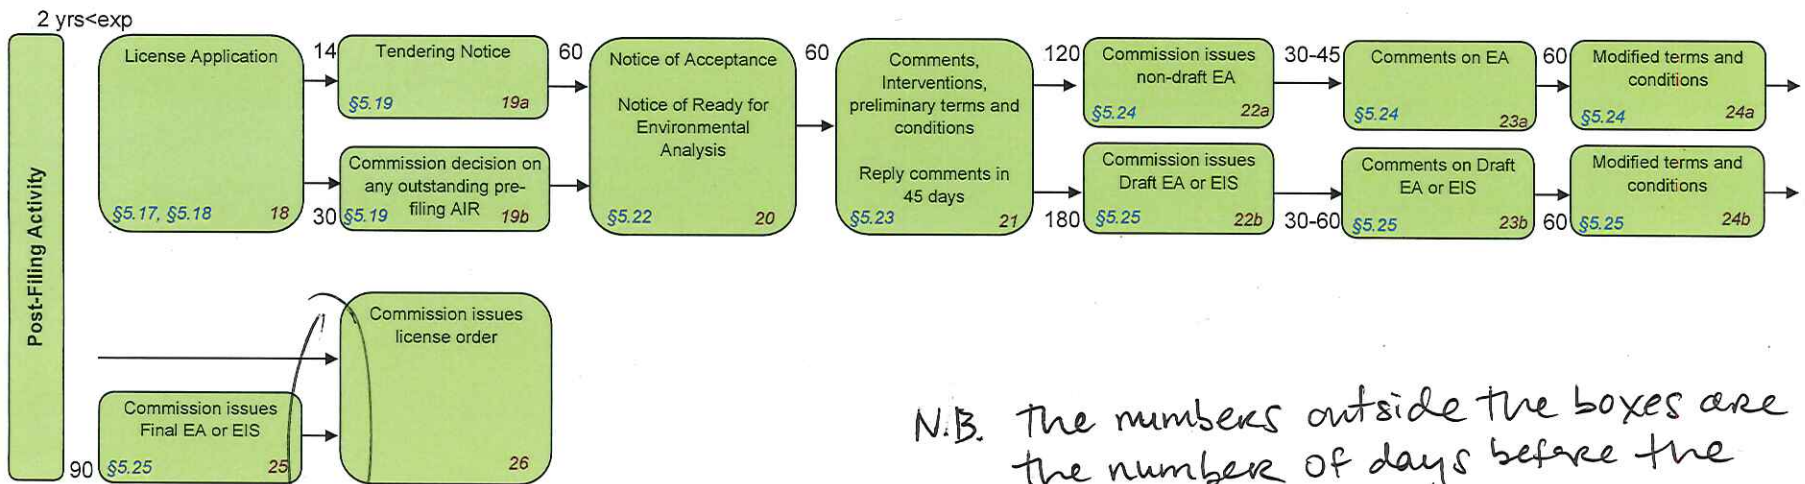 2 yrs<exp
Post-Filing Activity
License Application
§5.17, §5.18
18
14
Tendering Notice
§5.19
19a
30
Commission decision on
any outstanding pre-
filing AIR
§5.19
19b
60
Notice of Acceptance
Notice of Ready for
Environmental
Analysis
§5.22
20
60
Comments,
Interventions,
preliminary terms and
conditions
Reply comments in
45 days
§5.23
21
120
Commission issues
non-draft EA
§5.24
22a
30-45
Comments on EA
§5.24
23a
60
Modified terms and
conditions
§5.24
24a
180
Commission issues
Draft EA or EIS
§5.25
22b
30-60
Comments on Draft
EA or EIS
§5.25
23b
60
Modified terms and
conditions
§5.25
24b
90
Commission issues
Final EA or EIS
§5.25
25
Commission issues
license order
26
N.B. The numbers outside the boxes are
the number of days before the